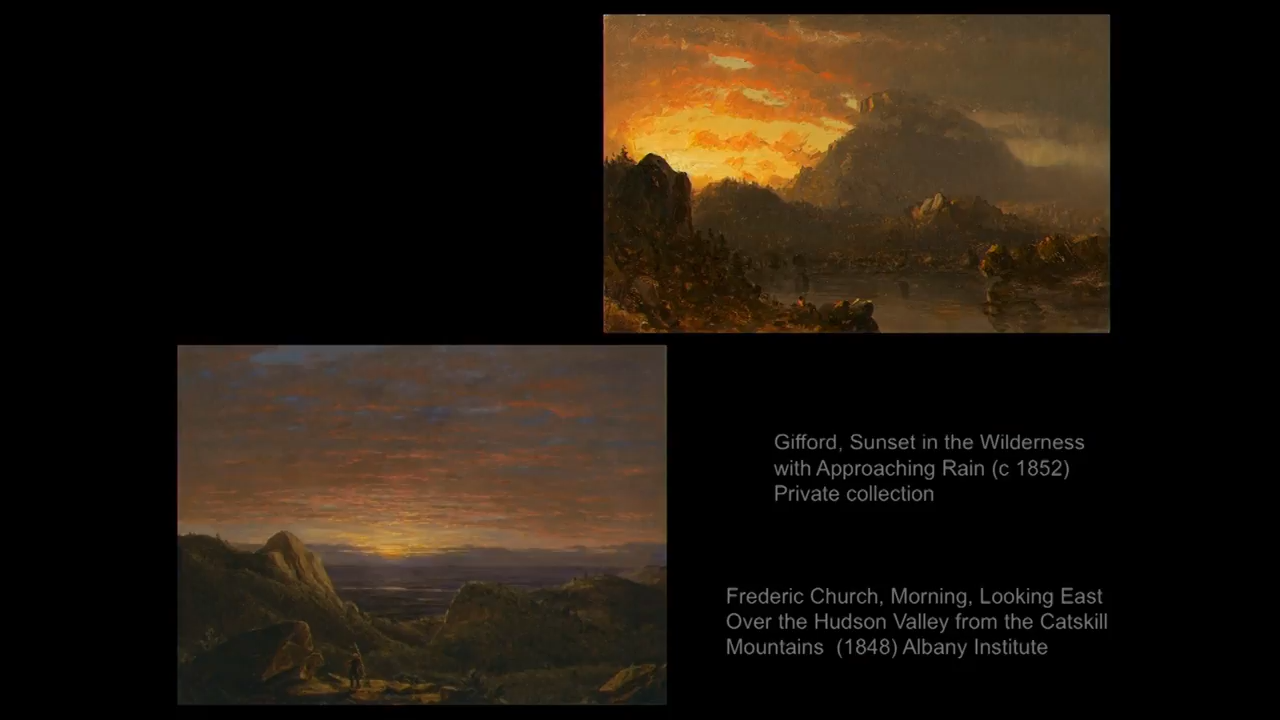 Gifford, Sunset in the Wilderness
with Approaching Rain (c 1852)
Private collection
Frederic Church, Morning, Looking East
Over the Hudson Valley from the Catskill
Mountains  (1848) Albany Institute